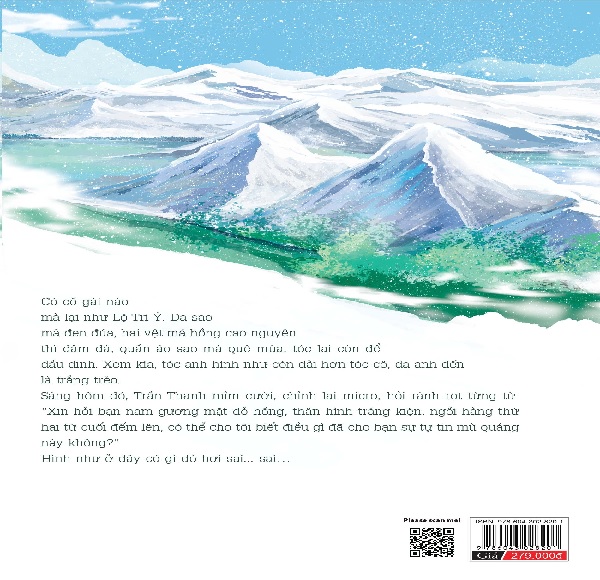 Có cô gái nào
mà lại như Lộ Tri Ý. Da sao
mà đen đúa, hai vệt má hồng cao nguyên
thì đậm đà, quần áo sao mà quê mùa, tóc lại còn để
đầu đinh. Xem kìa, tóc anh hình như còn dài hơn tóc cô, da anh đến
là trắng trẻo.
Sáng hôm đó, Trần Thanh mỉm cười, chỉnh lại micro, hỏi rành rọt từng từ:
"Xin hỏi bạn nam gương mặt đỏ hồng, thân hình tráng kiện, ngồi hàng thứ
hai từ cuối đếm lên, có thể cho tôi biết điều gì đã cho bạn sự tự tin mù quáng
này không?"
Hình như ở đây có gì đó hơi sai... sai...
Please scan me!
Giá 279.000đ